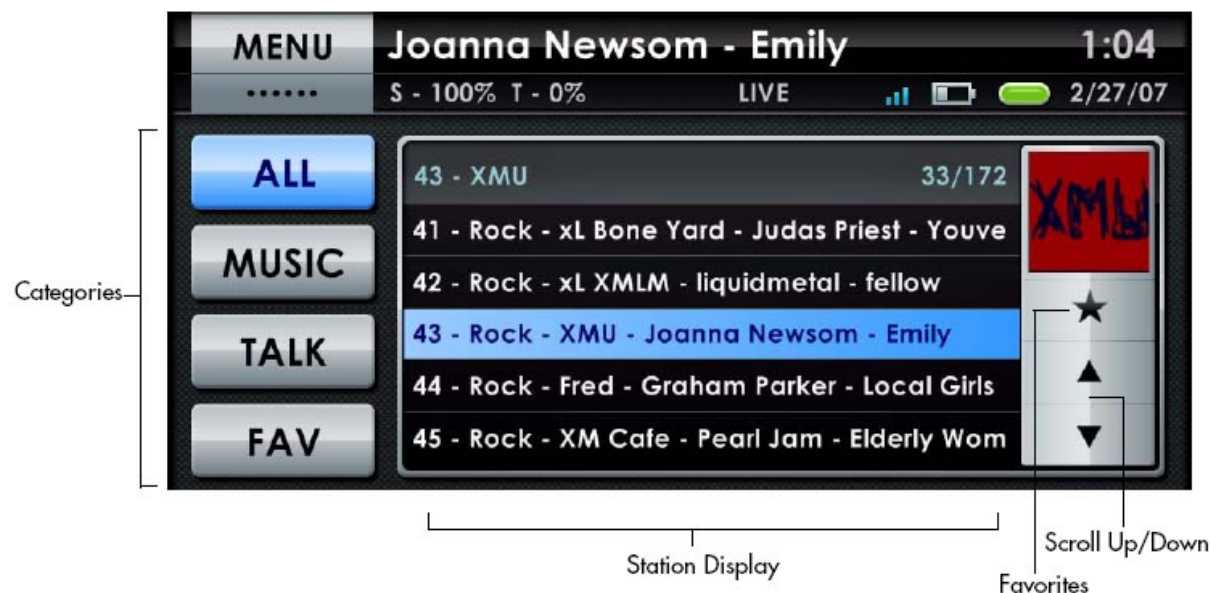 MENU
Joanna Newsom - Emily
1:04
S - 100% T - 0%
LIVE
2/27/07
Categories
ALL
MUSIC
TALK
FAV
43 - XMU
33/172
41 - Rock - xL Bone Yard - Judas Priest - Youve
42 - Rock - xL XMLM - liquidmetal - fellow
43 - Rock - XMU - Joanna Newsom - Emily
44 - Rock - Fred - Graham Parker - Local Girls
45 - Rock - XM Cafe - Pearl Jam - Elderly Wom
XMU
Station Display
Scroll Up/Down
Favorites